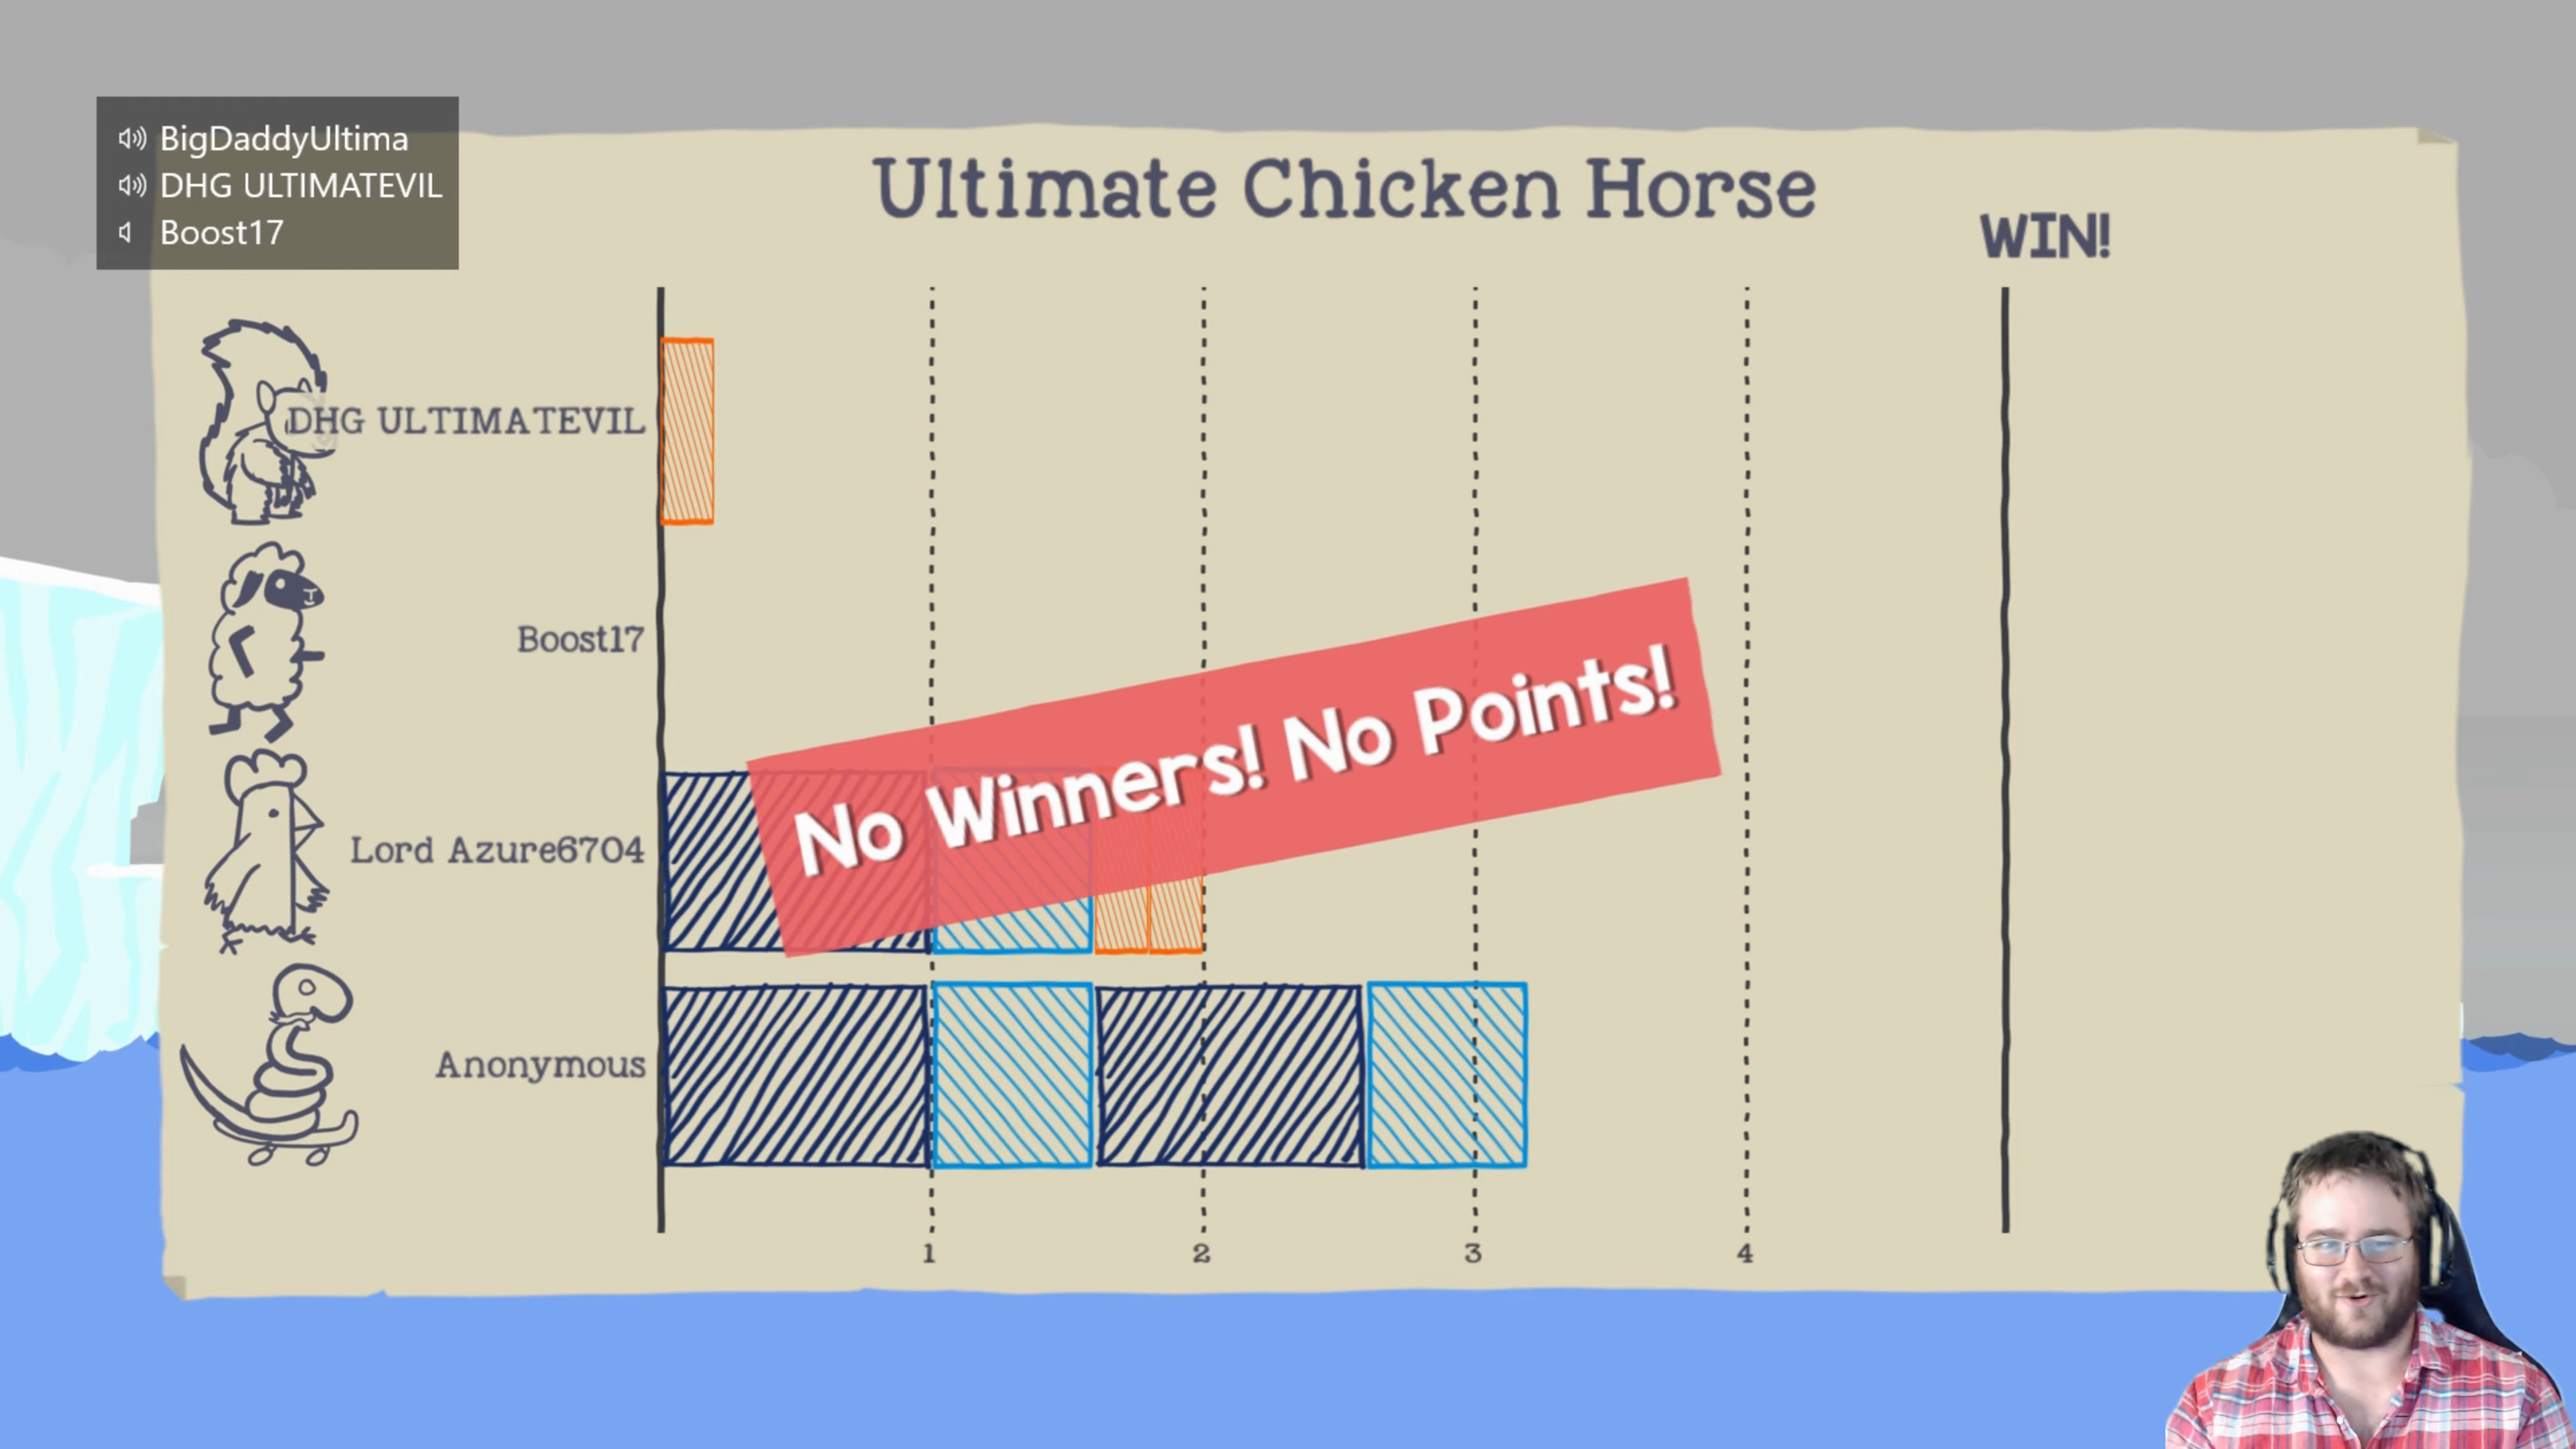 BigDaddyUltima
DHG ULTIMATEVIL
Boost17
Ultimate Chicken Horse
WIN!
DHG ULTIMATEVIL
Boost17
No Winners! No Points!
Lord Azure6704
Anonymous
1 2 3 4